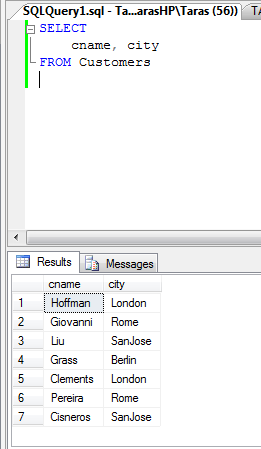 SQLQuery1.sql - Ta...arasHP\Taras (56))
SELECT
cname, city
FROM Customers
Results Messages
cname city
1 Hoffman London
2 Giovanni Rome
3 Liu SanJose
4 Grass Berlin
5 Clements London
6 Pereira Rome
7 Cisneros SanJose